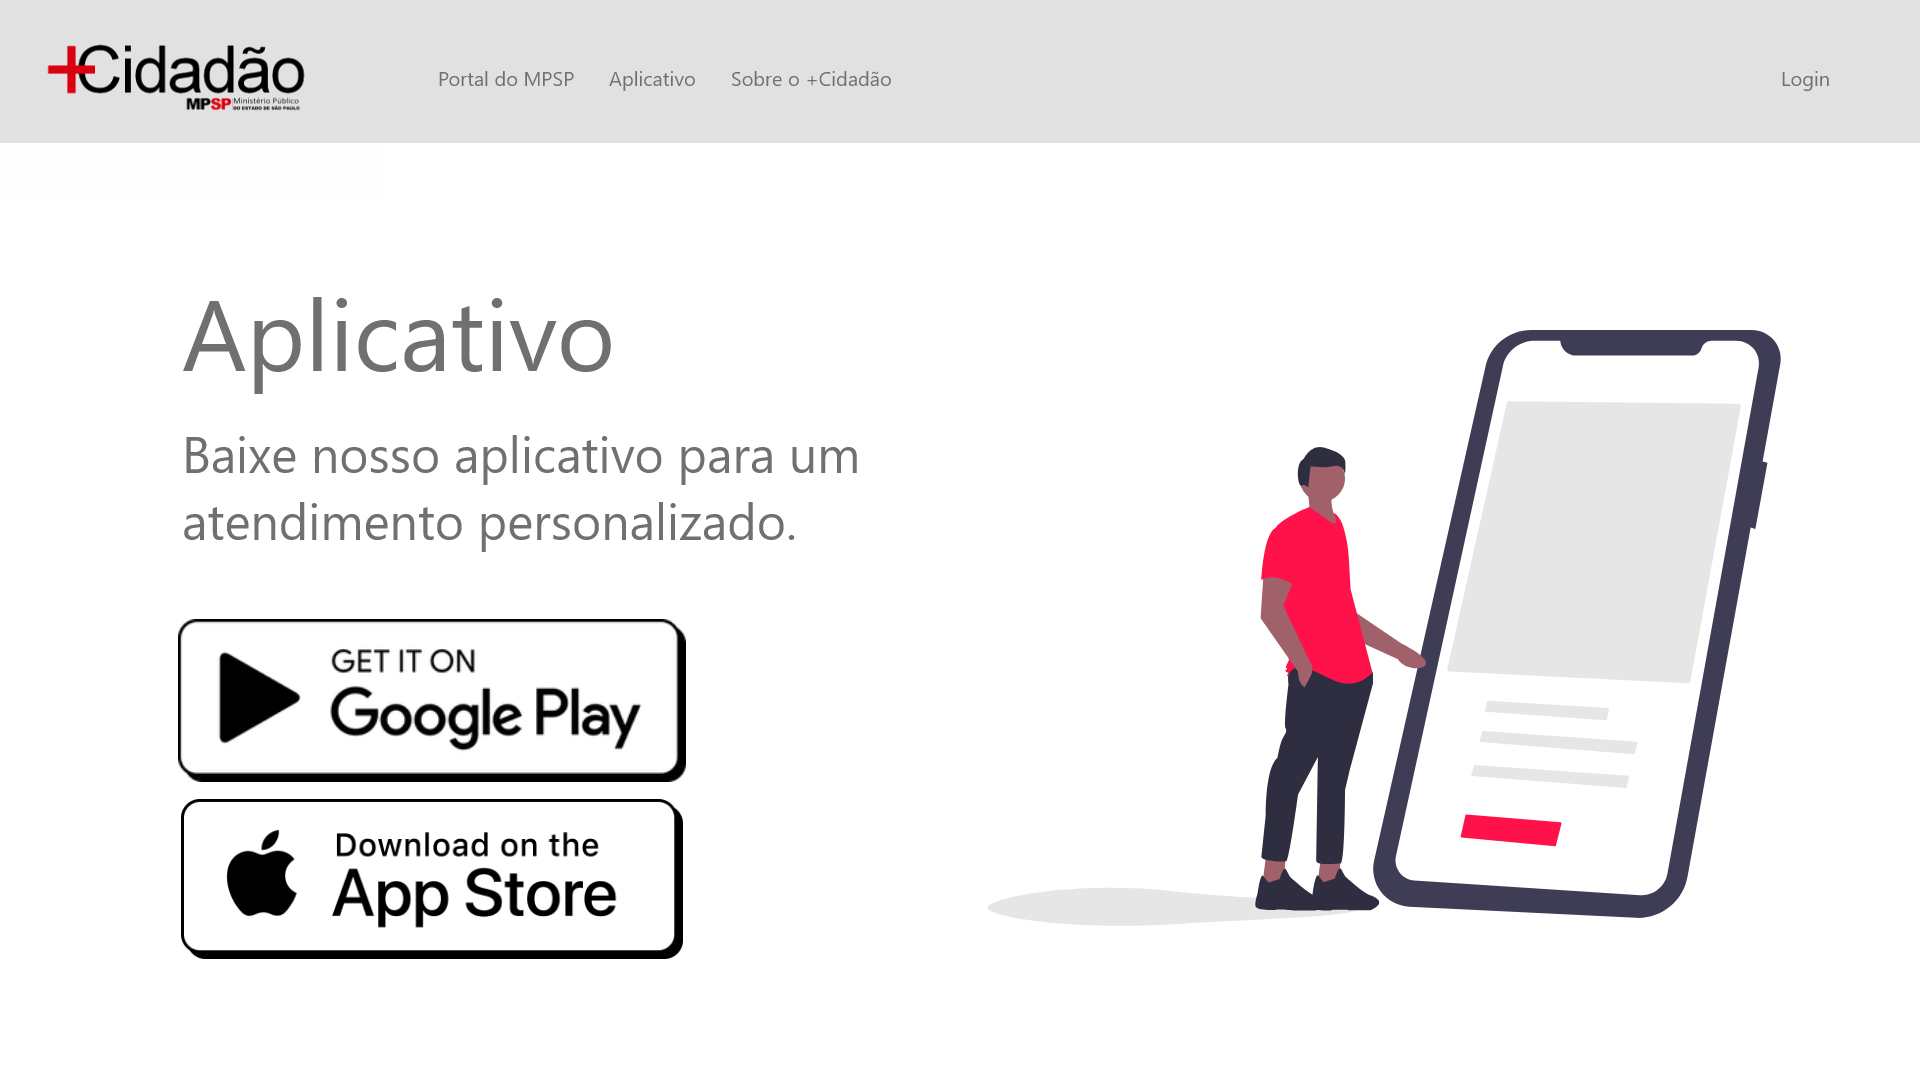 +Cidadão
MPSP Ministério Público
DO ESTADO DE SÃO PAULO
Portal do MPSP
Aplicativo
Sobre o +Cidadão
Login
Aplicativo
Baixe nosso aplicativo para um
atendimento personalizado.
GET IT ON
Google Play
Download on the
App Store